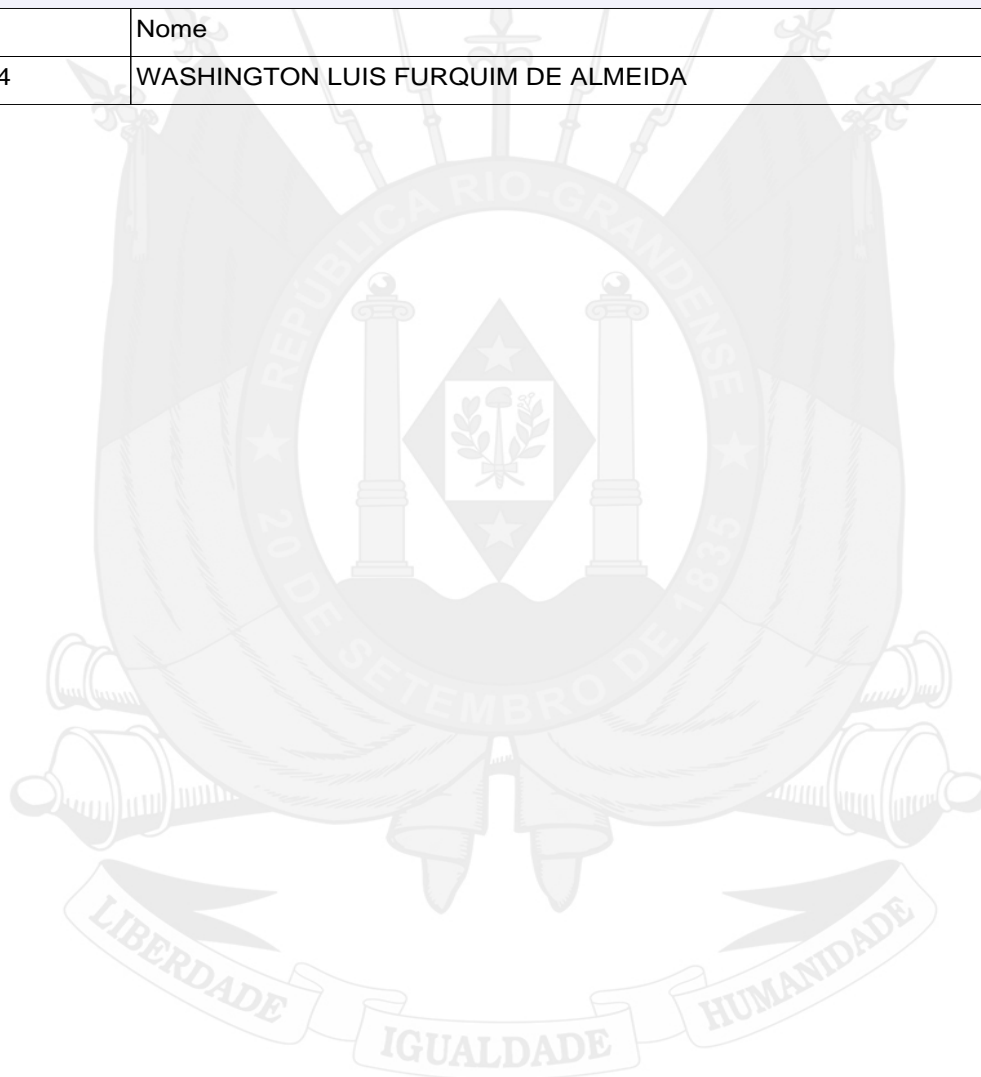 Nome
4 WASHINGTON LUIS FURQUIM DE ALMEIDA
REPÚBLICA RIO-GRANDENSE
20 DE SETEMBRO DE 1835
LIBERDADE
IGUALDADE
HUMANIDADE